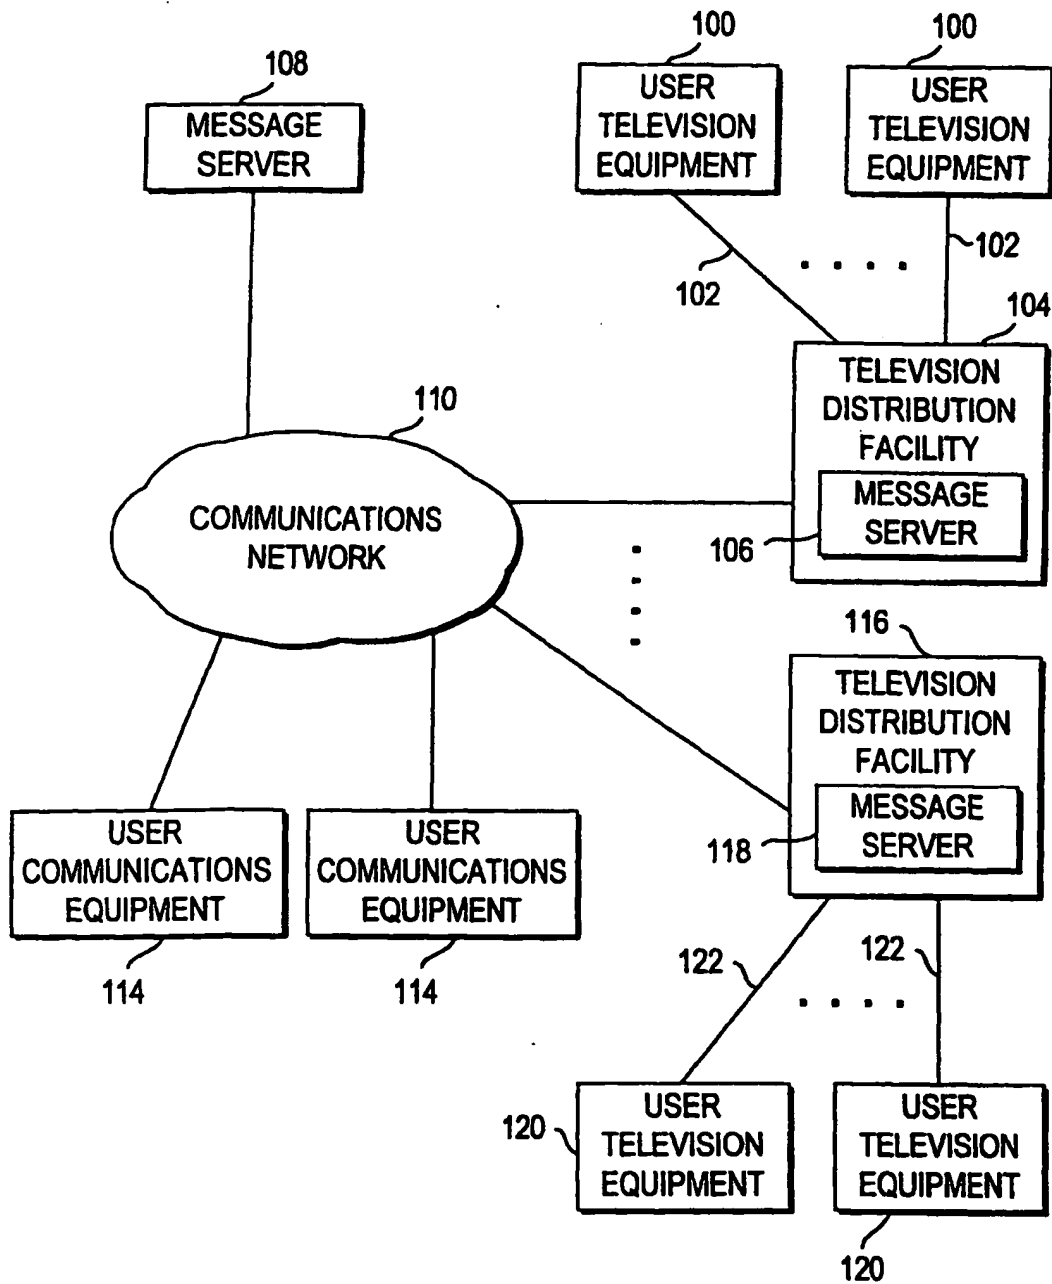 100
100
108
USER
TELEVISION
EQUIPMENT
USER
TELEVISION
EQUIPMENT
MESSAGE
SERVER
102
102
104
TELEVISION
DISTRIBUTION
FACILITY
MESSAGE
SERVER
106
110
COMMUNICATIONS
NETWORK
116
TELEVISION
DISTRIBUTION
FACILITY
MESSAGE
SERVER
118
USER
COMMUNICATIONS
EQUIPMENT
USER
COMMUNICATIONS
EQUIPMENT
114
114
122
122
120
USER
TELEVISION
EQUIPMENT
USER
TELEVISION
EQUIPMENT
120